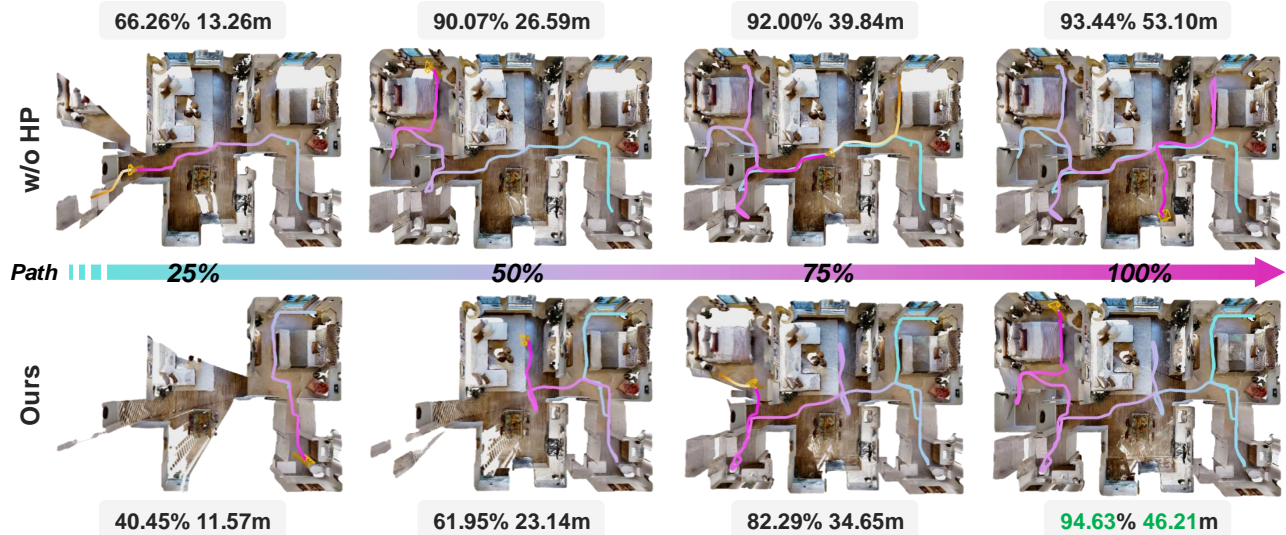 66.26% 13.26m
90.07% 26.59m
92.00% 39.84m
93.44% 53.10m
w/o HP
Path
25%
50%
75%
100%
Ours
40.45% 11.57m
61.95% 23.14m
82.29% 34.65m
94.63% 46.21m